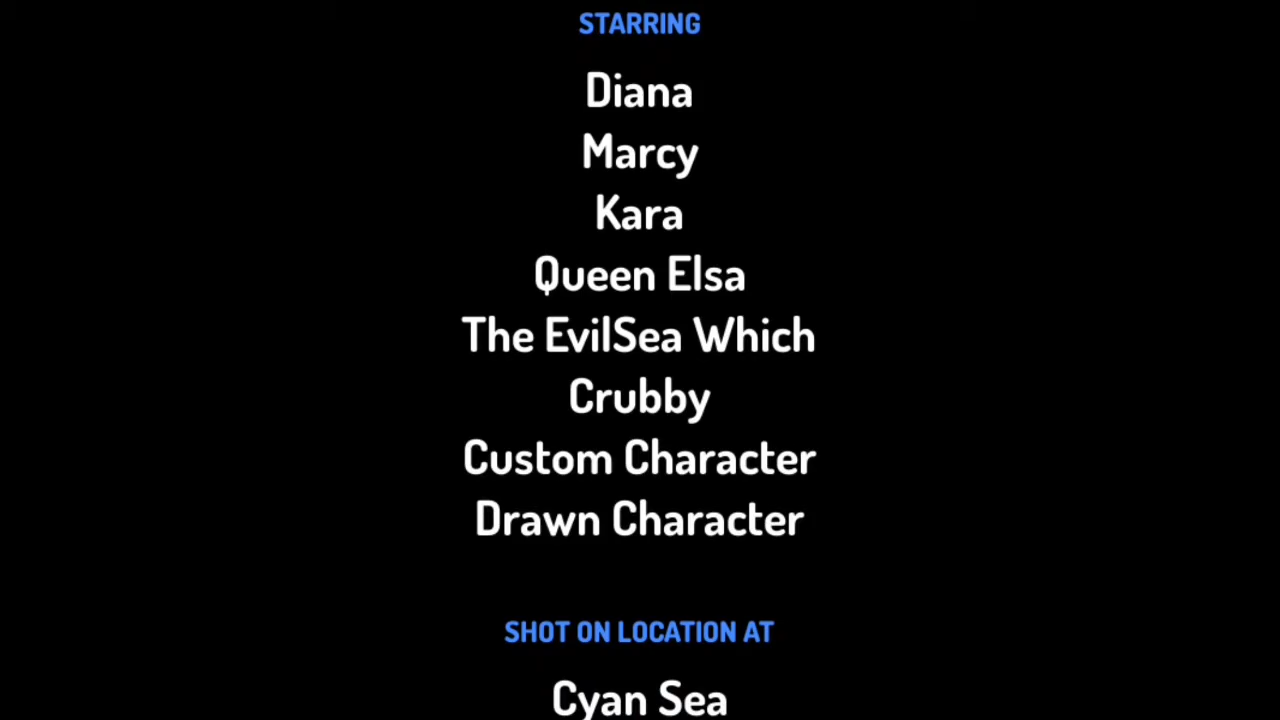 STARRING
Diana
Marcy
Kara
Queen Elsa
The EvilSea Which
Crubby
Custom Character
Drawn Character
SHOT ON LOCATION AT
Cyan Sea